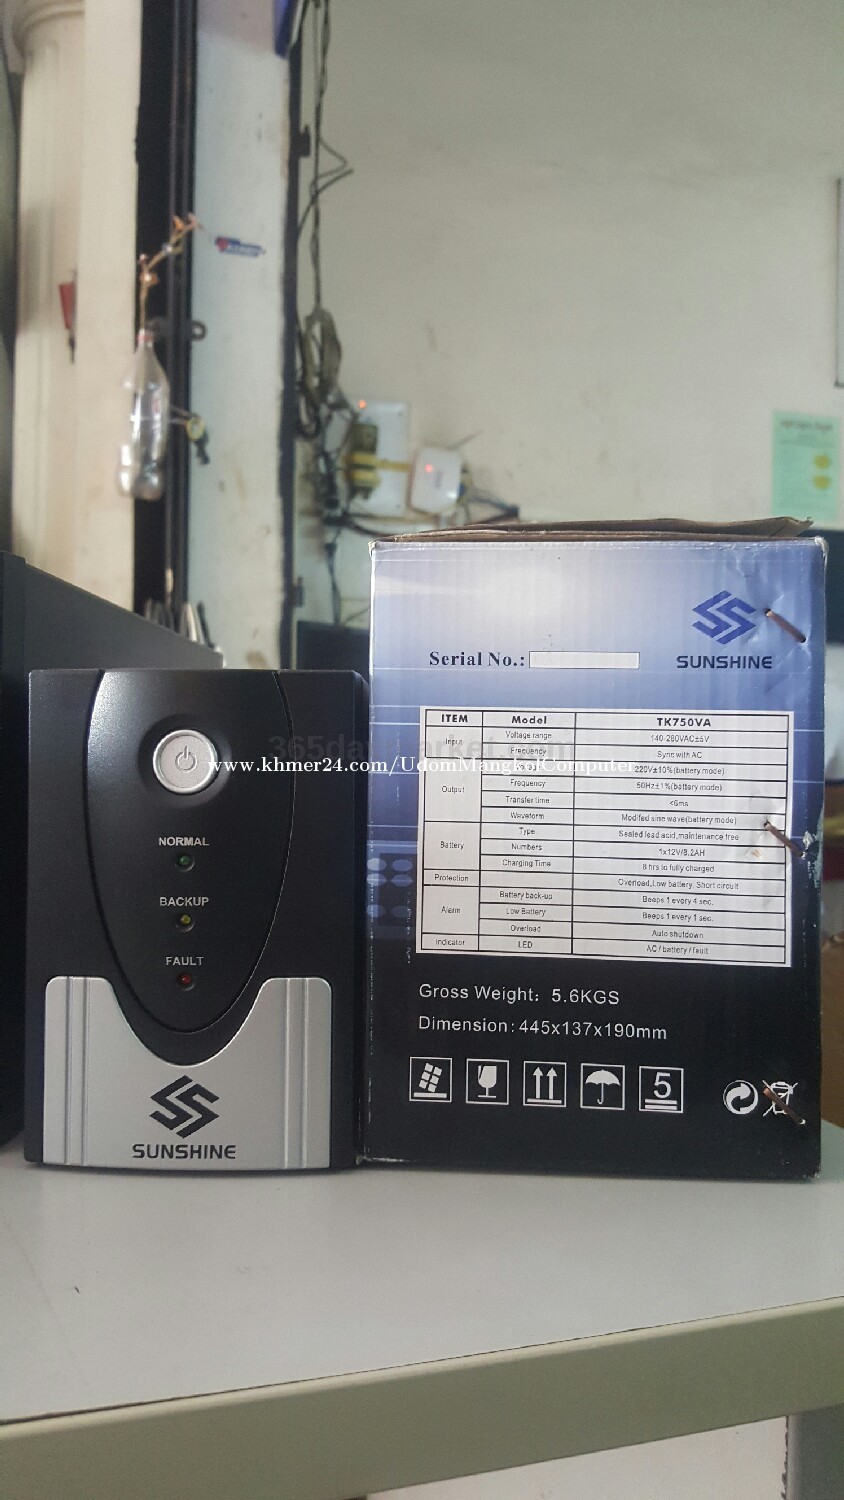 SUNSHINE
Serial No.:
ITEM Model TK750VA
Input Voltage range 140-280VAC±5V
Frequency Sync with AC
Output 220V±10%(battery mode)
Frequency 50Hz±1%(battery mode)
Transfer time <6ms
Waveform Modifed sine wave(battery mode)
Battery Type Sealed lead acid,maintenance free
Numbers 1x12V/8.2AH
Charging Time 8 hrs to fully charged
Protection Overload,Low battery, Short circuit
Alarm Battery back-up Beeps 1 every 4 sec.
Low Battery Beeps 1 every 1 sec.
Overload Auto shutdown
Indicator LED AC / battery / fault
Gross Weight: 5.6KGS
Dimension: 445x137x190mm
5
NORMAL
BACKUP
FAULT
SUNSHINE
www.khmer24.com/UdomMangkolComputer